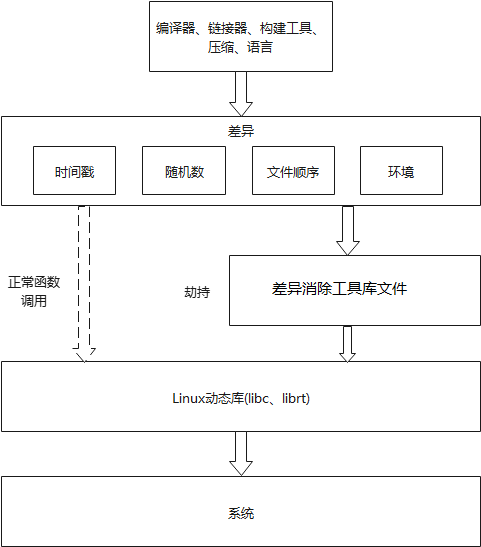 编译器、链接器、构建工具、
压缩、语言
差异
时间戳
随机数
文件顺序
环境
正常函数
调用
劫持
差异消除工具库文件
Linux动态库(libc、librt)
系统